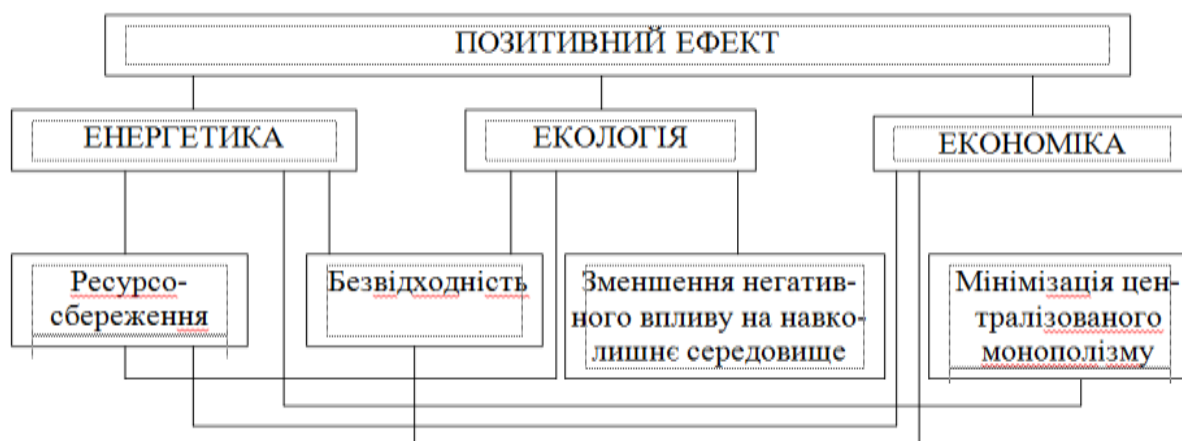 ПОЗИТИВНИЙ ЕФЕКТ
ЕНЕРГЕТИКА
ЕКОЛОГІЯ
ЕКОНОМІКА
Ресурсо-
сбереження
Безвідходність
Зменшення негатив-
ного впливу на навко-
лишнє середовище
Мінімізація цен-
тралізованого
монополізму